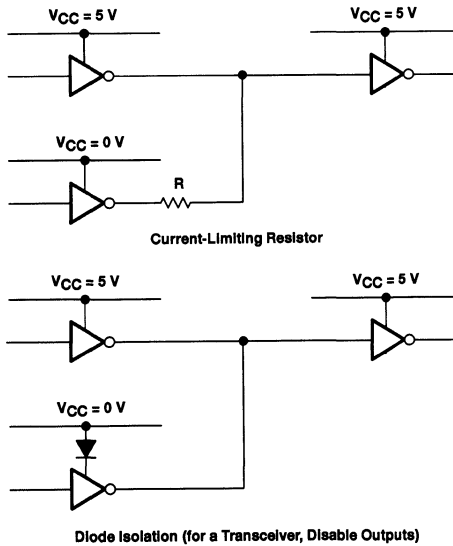 VCC = 5 V
VCC = 5 V
VCC = 0 V
R
Current-Limiting Resistor
VCC = 5 V
VCC = 5 V
VCC = 0 V
Diode Isolation (for a Transceiver, Disable Outputs)